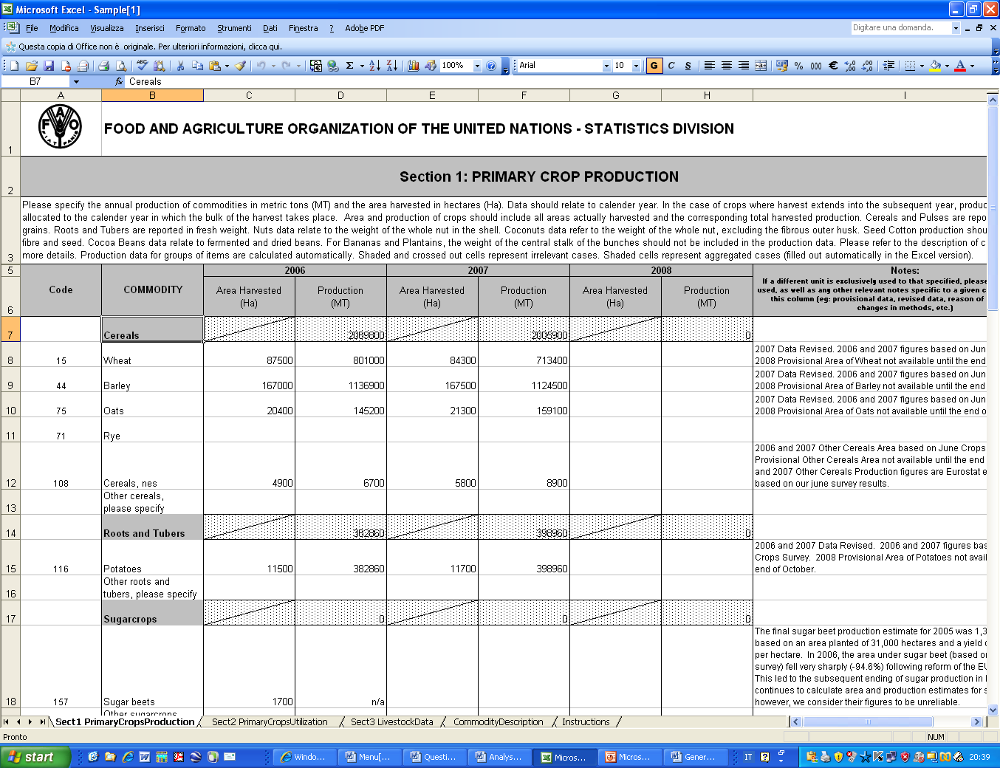 Microsoft Excel - Sample[1]
File Modifica Visualizza Inserisci Formato Strumenti Dati Finestra ? Adobe PDF
Digitare una domanda.
Questa copia di Office non è originale. Per ulteriori informazioni, clicca qui.
100% Arial 10 G C S
B7 fx Cereals
A B C D E F G H I
1 FAO FIAT PANIS FOOD AND AGRICULTURE ORGANIZATION OF THE UNITED NATIONS - STATISTICS DIVISION
2 Section 1: PRIMARY CROP PRODUCTION
Please specify the annual production of commodities in metric tons (MT) and the area harvested in hectares (Ha). Data should relate to calender year. In the case of crops where harvest extends into the subsequent year, produc
allocated to the calender year in which the bulk of the harvest takes place. Area and production of crops should include all areas actually harvested and the corresponding total harvested production. Cereals and Pulses are repo
grains. Roots and Tubers are reported in fresh weight. Nuts data relate to the weight of the whole nut in the shell. Coconuts data refer to the weight of the whole nut, excluding the fibrous outer husk. Seed Cotton production shou
fibre and seed. Cocoa Beans data relate to fermented and dried beans. For Bananas and Plantains, the weight of the central stalk of the bunches should not be included in the production data. Please refer to the description of c
3 more details. Production data for groups of items are calculated automatically. Shaded and crossed out cells represent irrelevant cases. Shaded cells represent aggregated cases (filled out automatically in the Excel version).
5 2006 2007 2008 Notes:
6 Code COMMODITY Area Harvested (Ha) Production (MT) Area Harvested (Ha) Production (MT) Area Harvested (Ha) Production (MT)
If a different unit is exclusively used to that specified, please
used, as well as any other relevant notes specific to a given c
this column (eg: provisional data, revised data, reason of
changes in methods, etc.)
7 Cereals 2089800 2005900 0
2007 Data Revised. 2006 and 2007 figures based on Jun
8 15 Wheat 87500 801000 84300 713400 2008 Provisional Area of Wheat not available until the end
2007 Data Revised. 2006 and 2007 figures based on Jun
9 44 Barley 167000 1136900 167500 1124500 2008 Provisional Area of Barley not available until the end
2007 Data Revised. 2006 and 2007 figures based on Jun
10 75 Oats 20400 145200 21300 159100 2008 Provisional Area of Oats not available until the end o
11 71 Rye
2006 and 2007 Other Cereals Area based on June Crops
Provisional Other Cereals Area not available until the end
and 2007 Other Cereals Production figures are Eurostat e
12 108 Cereals, nes 4900 6700 5800 8900 based on our june survey results.
Other cereals,
13 please specify
14 Roots and Tubers 382860 398960 0
2006 and 2007 Data Revised. 2006 and 2007 figures bas
Crops Survey. 2008 Provisional Area of Potatoes not avail
15 116 Potatoes 11500 382860 11700 398960 end of October.
Other roots and
16 tubers, please specify
17 Sugarcrops 0 0 0
The final sugar beet production estimate for 2005 was 1,3
based on an area planted of 31,000 hectares and a yield
per hectare. In 2006, the area under sugar beet (based o
survey) fell very sharply (-94.6%) following reform of the EU
This led to the subsequent ending of sugar production in
continues to calculate area and production estimates for s
18 157 Sugar beets 1700 n/a however, we consider their figures to be unreliable.
Other sugarcrops
Sect1 PrimaryCropsProduction Sect2 PrimaryCropsUtilization Sect3 LivestockData CommodityDescription Instructions
Pronto NUM
start Windo... Menu[... Questi... Analys... Micros... Micros... Gener... IT 20:39